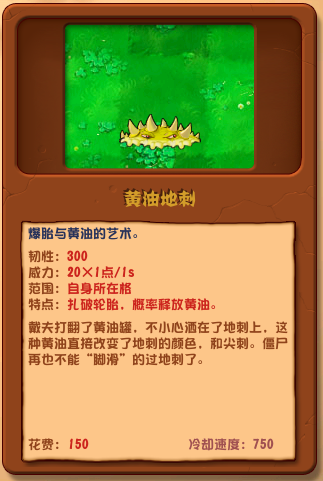 黄油地刺
爆胎与黄油的艺术。
韧性：300
威力：20×1点/1s
范围：自身所在格
特点：扎破轮胎，概率释放黄油。
戴夫打翻了黄油罐，不小心洒在了地刺上，这
种黄油直接改变了地刺的颜色，和尖刺。僵尸
再也不能“脚滑”的过地刺了。
花费：150 冷却速度：750